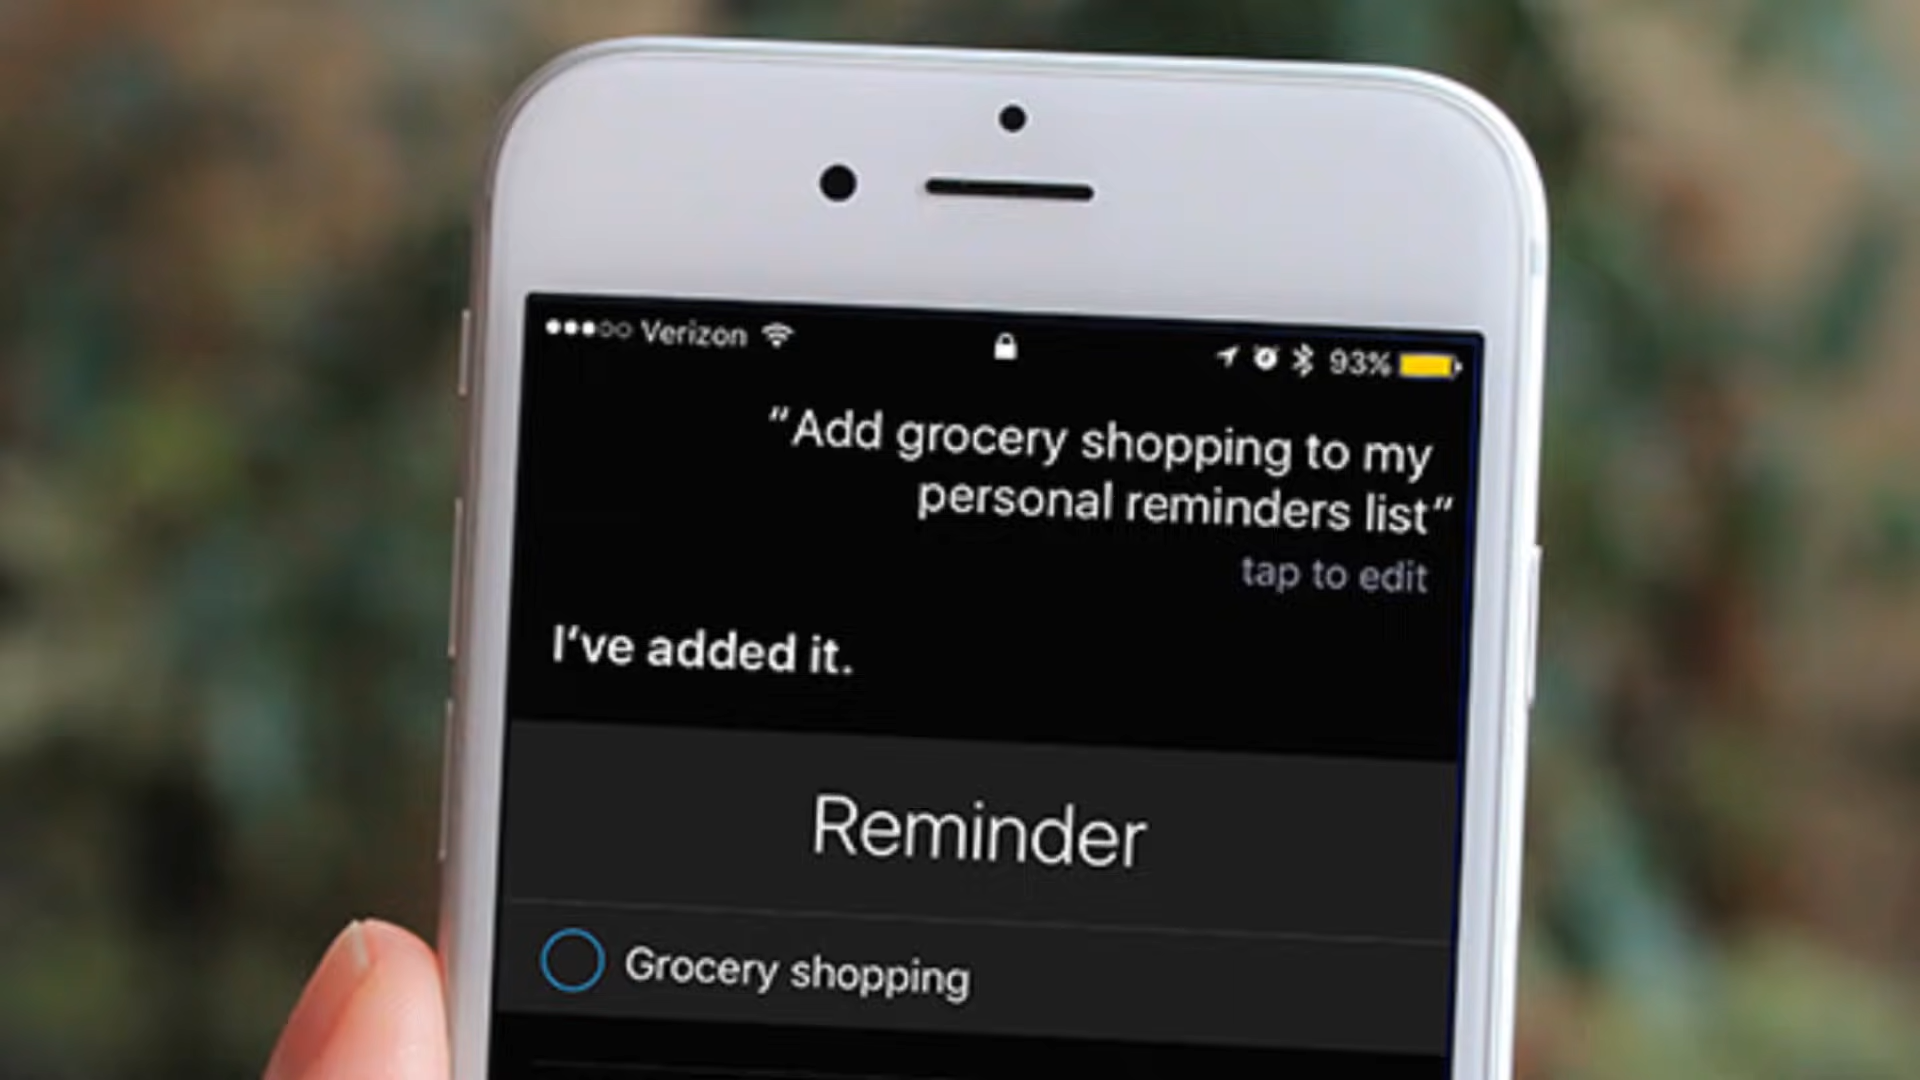 Verizon 93%
“Add grocery shopping to my
personal reminders list“
tap to edit
I’ve added it.
Reminder
Grocery shopping